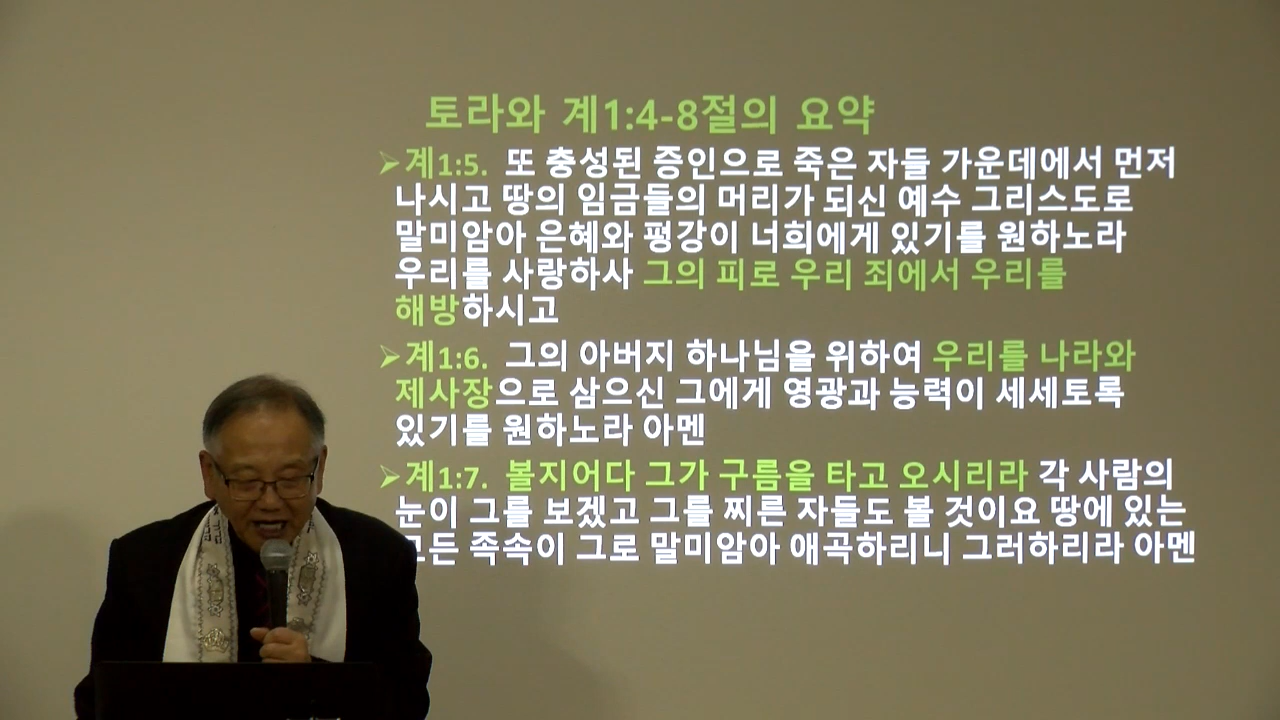 토라와 계1:4-8절의 요약
➢계1:5. 또 충성된 증인으로 죽은 자들 가운데에서 먼저
나시고 땅의 임금들의 머리가 되신 예수 그리스도로
말미암아 은혜와 평강이 너희에게 있기를 원하노라
우리를 사랑하사 그의 피로 우리 죄에서 우리를
해방하시고
➢계1:6. 그의 아버지 하나님을 위하여 우리를 나라와
제사장으로 삼으신 그에게 영광과 능력이 세세토록
있기를 원하노라 아멘
➢계1:7. 볼지어다 그가 구름을 타고 오시리라 각 사람의
눈이 그를 보겠고 그를 찌른 자들도 볼 것이요 땅에 있는
모든 족속이 그로 말미암아 애곡하리니 그러하리라 아멘